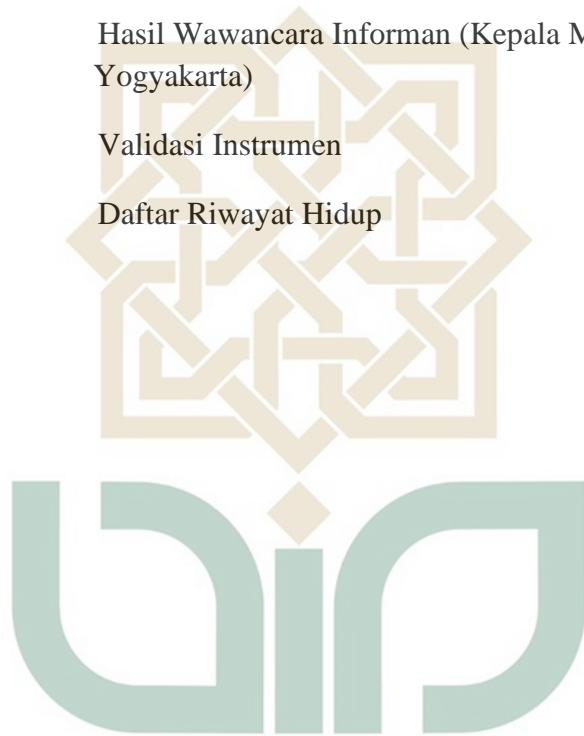 Hasil Wawancara Informan (Kepala
Yogyakarta)
Validasi Instrumen
Daftar Riwayat Hidup